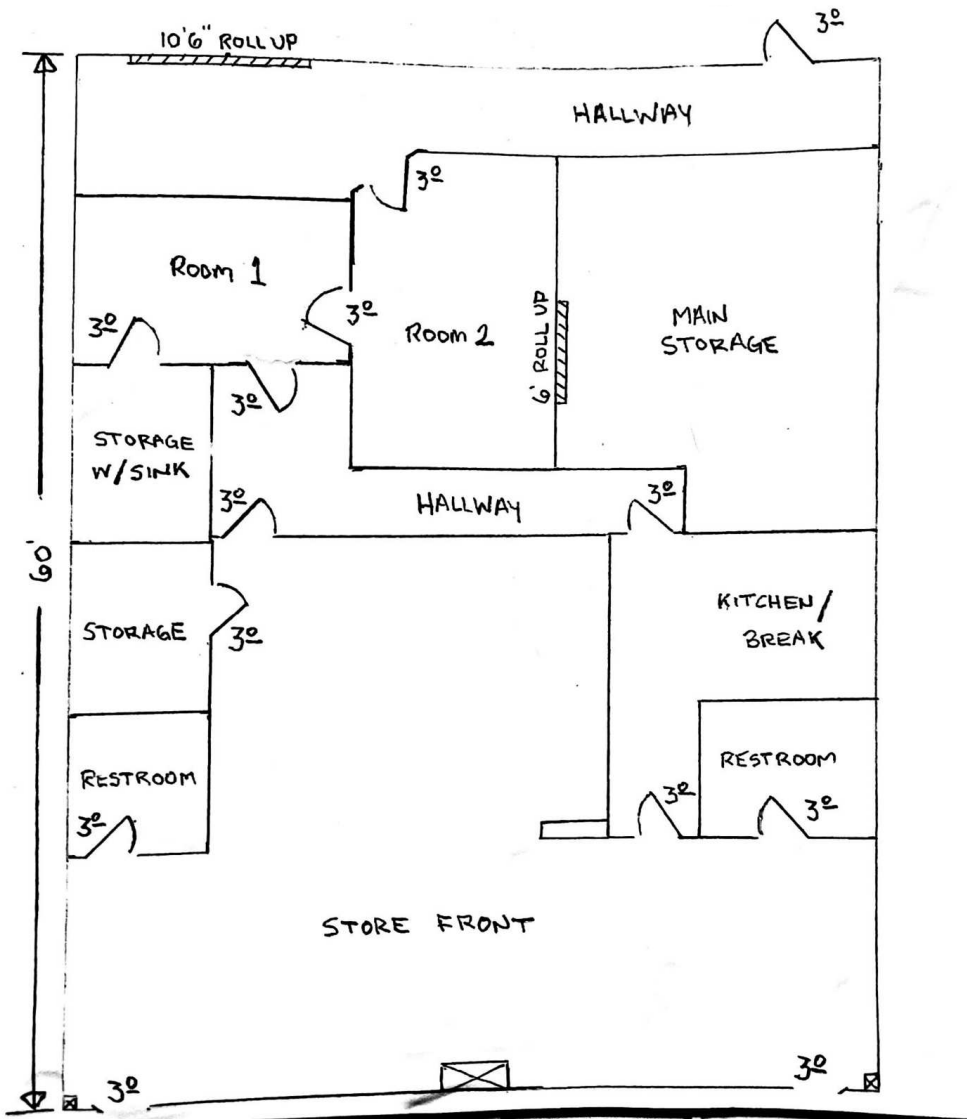 10'6" ROLL UP
3º
HALLWAY
3º
ROOM 1
3º
3º
ROOM 2
6' ROLL UP
MAIN
STORAGE
3º
STORAGE
W/SINK
3º
HALLWAY
3º
60'
STORAGE
3º
KITCHEN/
BREAK
RESTROOM
3º
3º
RESTROOM
3º
STORE FRONT
3º
3º